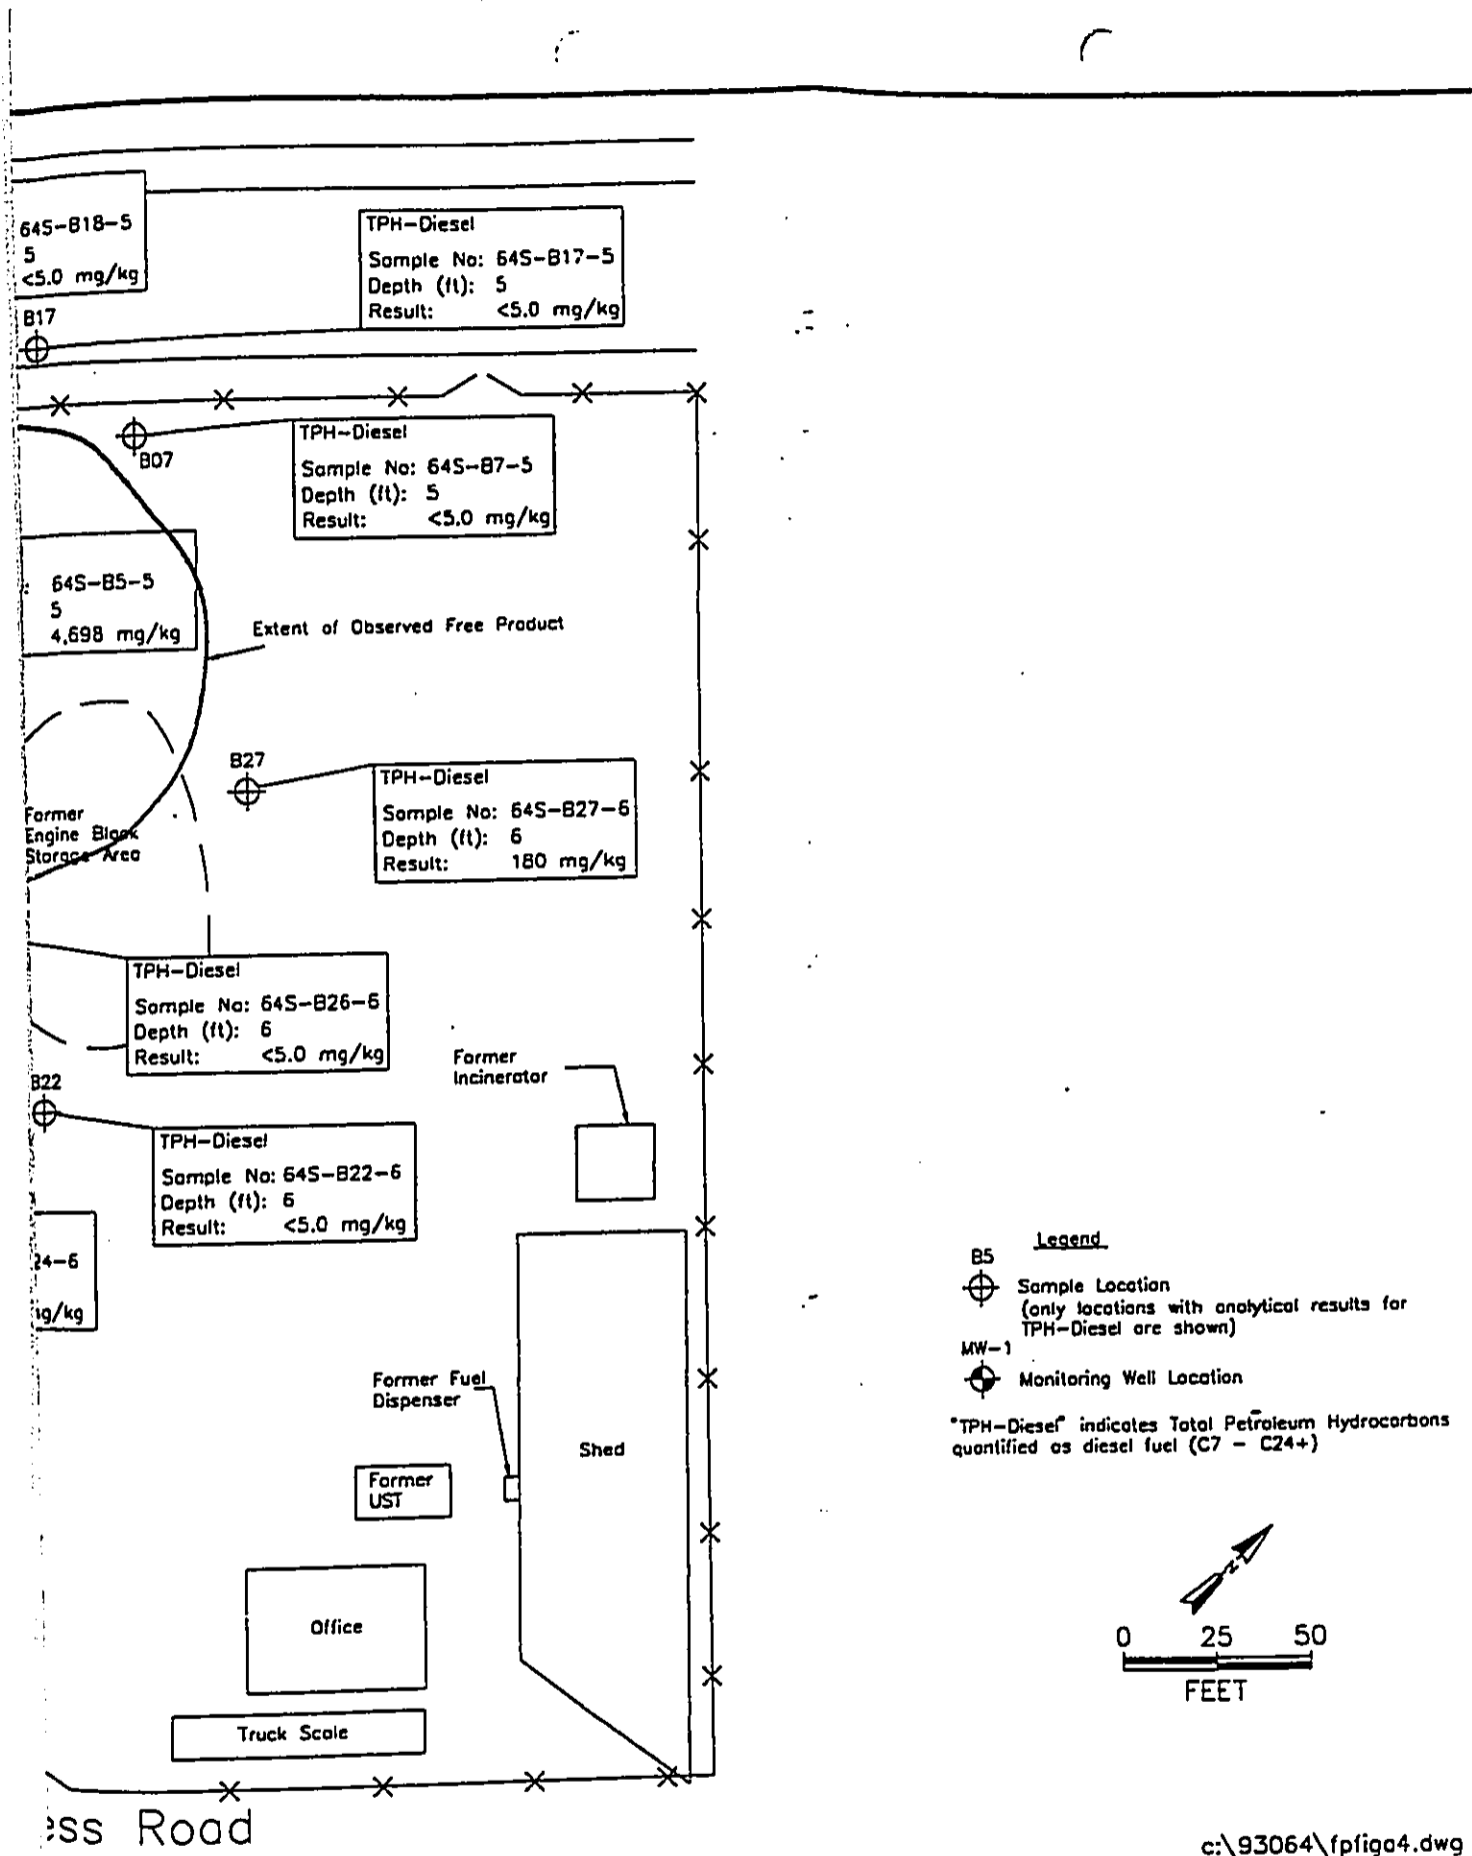 64S-B18-5
5
<5.0 mg/kg
TPH-Diesel
Sample No: 64S-B17-5
Depth (ft): 5
Result: <5.0 mg/kg
B17
B07
TPH-Diesel
Sample No: 64S-B7-5
Depth (ft): 5
Result: <5.0 mg/kg
64S-B5-5
5
4,698 mg/kg
Extent of Observed Free Product
B27
TPH-Diesel
Sample No: 64S-B27-6
Depth (ft): 6
Result: 180 mg/kg
Former
Engine Block
Storage Area
TPH-Diesel
Sample No: 64S-B26-6
Depth (ft): 6
Result: <5.0 mg/kg
Former
Incinerator
B22
TPH-Diesel
Sample No: 64S-B22-6
Depth (ft): 6
Result: <5.0 mg/kg
24-6
g/kg
Legend
B5
Sample Location
(only locations with analytical results for
TPH-Diesel are shown)
MW-1
Monitoring Well Location
"TPH-Diesel" indicates Total Petroleum Hydrocarbons
quantified as diesel fuel (C7 - C24+)
Former Fuel
Dispenser
Shed
Former
UST
Office
Truck Scale
N
0 25 50
FEET
ess Road
c:\93064\fpfiga4.dwg